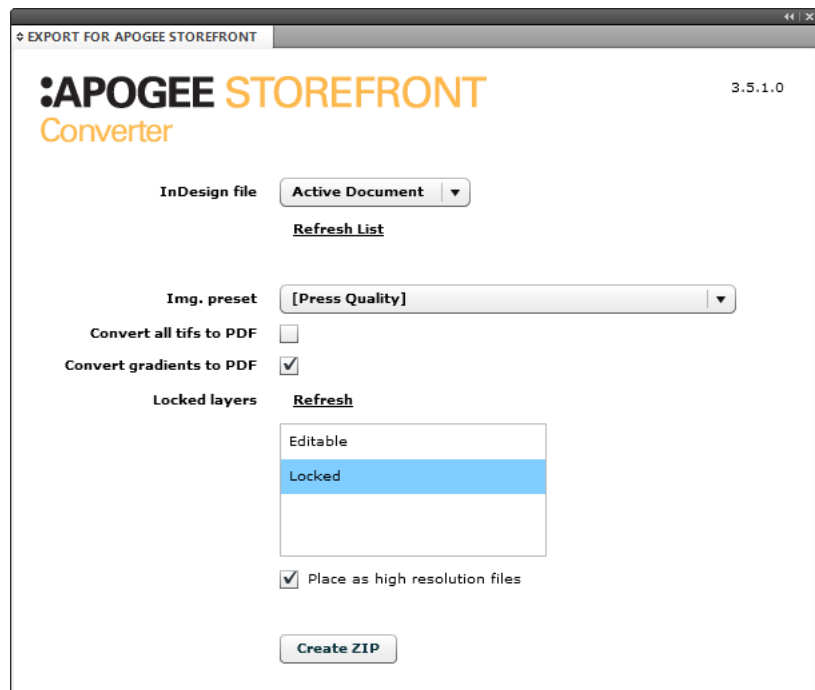 EXPORT FOR APOGEE STOREFRONT
:APOGEE STOREFRONT
Converter
3.5.1.0
InDesign file Active Document
Refresh List
Img. preset [Press Quality]
Convert all tifs to PDF
Convert gradients to PDF
Locked layers Refresh
Editable
Locked
Place as high resolution files
Create ZIP